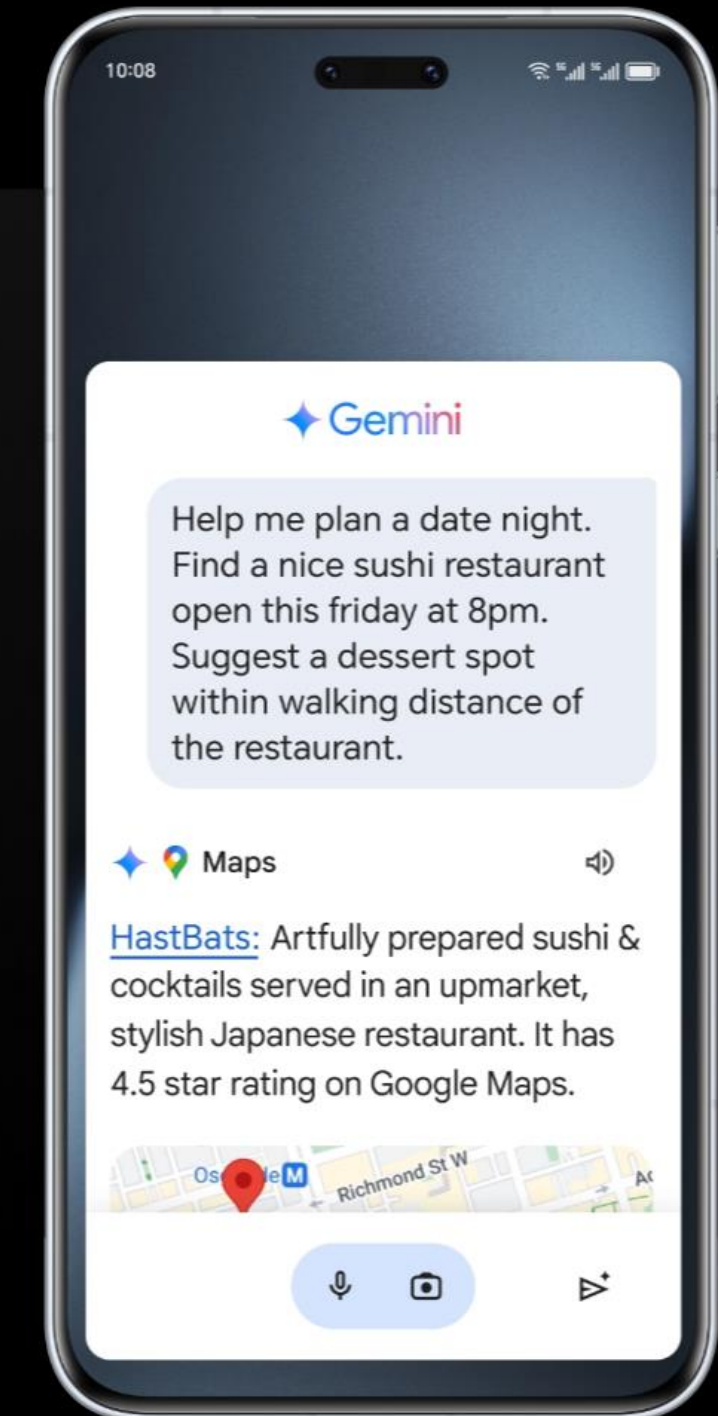 10:08
Gemini
Help me plan a date night.
Find a nice sushi restaurant
open this friday at 8pm.
Suggest a dessert spot
within walking distance of
the restaurant.
Maps
HastBats: Artfully prepared sushi &
cocktails served in an upmarket,
stylish Japanese restaurant. It has
4.5 star rating on Google Maps.
M
Richmond St W